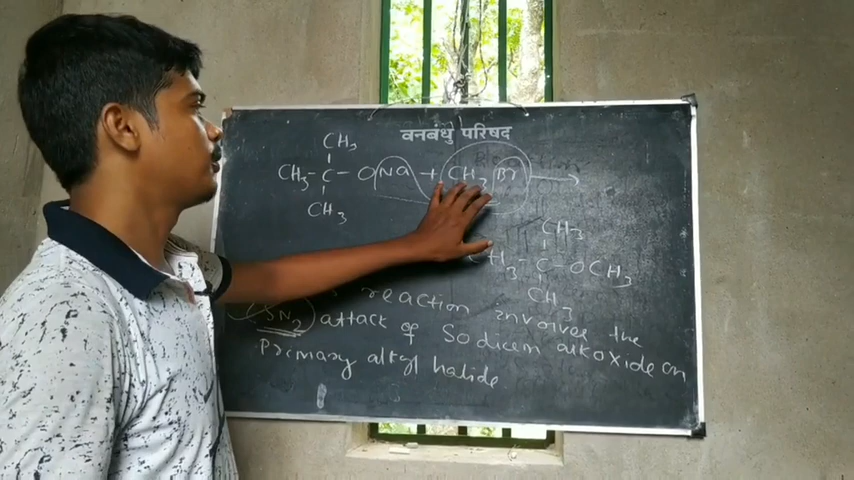 वनबंधु परिषद
CH3
CH3 - C - ONa + CH3 Br →
CH3
CH3
H3 - C - OCH3
CH3
reaction involves the
SN2 attack of Sodium alkoxide on
Primary alkyl halide